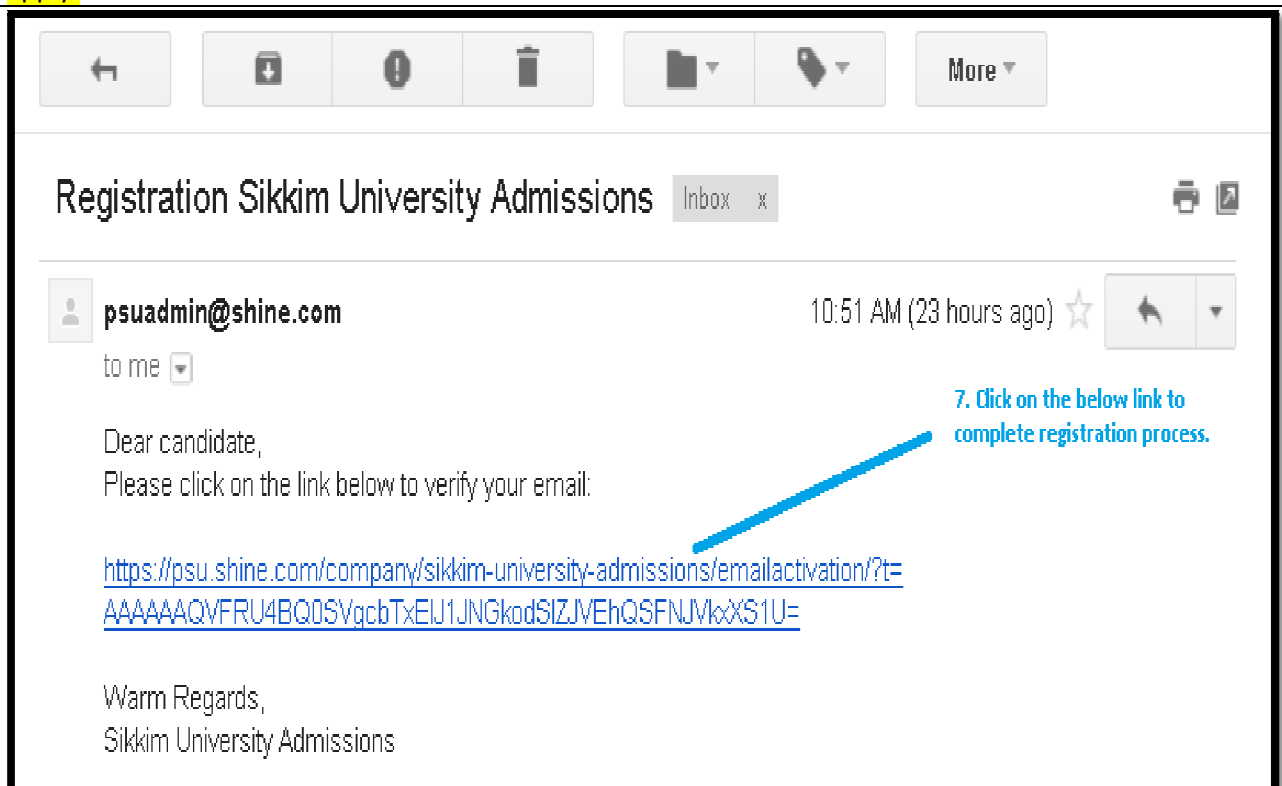 More
Registration Sikkim University Admissions Inbox x
psuadmin@shine.com 10:51 AM (23 hours ago)
to me
7. Click on the below link to
complete registration process.
Dear candidate,
Please click on the link below to verify your email:
https://psu.shine.com/company/sikkim-university-admissions/emailactivation/?t=
Warm Regards,
Sikkim University Admissions